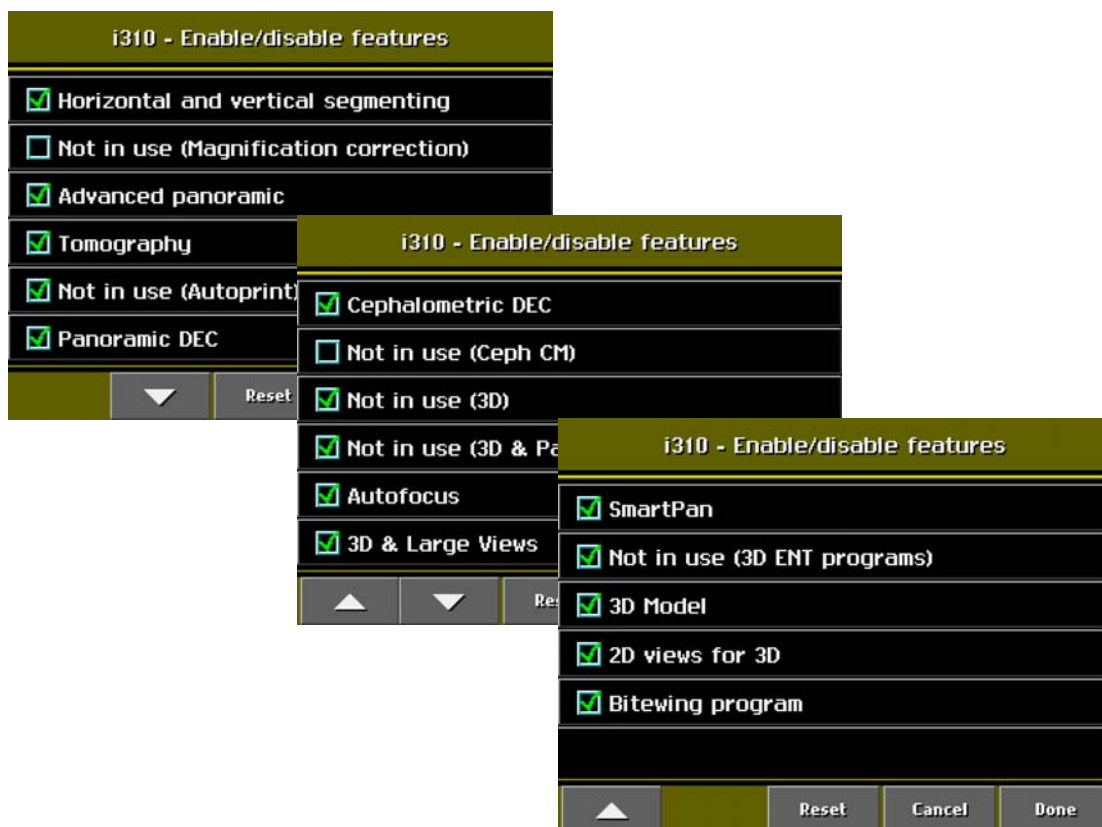 i310 - Enable/disable features
Horizontal and vertical segmenting
Not in use (Magnification correction)
Advanced panoramic
Tomography
Not in use (Autoprint)
Panoramic DEC
Reset
i310 - Enable/disable features
Cephalometric DEC
Not in use (Ceph CM)
Not in use (3D)
Not in use (3D &
Autofocus
3D & Large Views
i310 - Enable/disable features
SmartPan
Not in use (3D ENT programs)
3D Model
2D views for 3D
Bitewing program
Reset Cancel Done